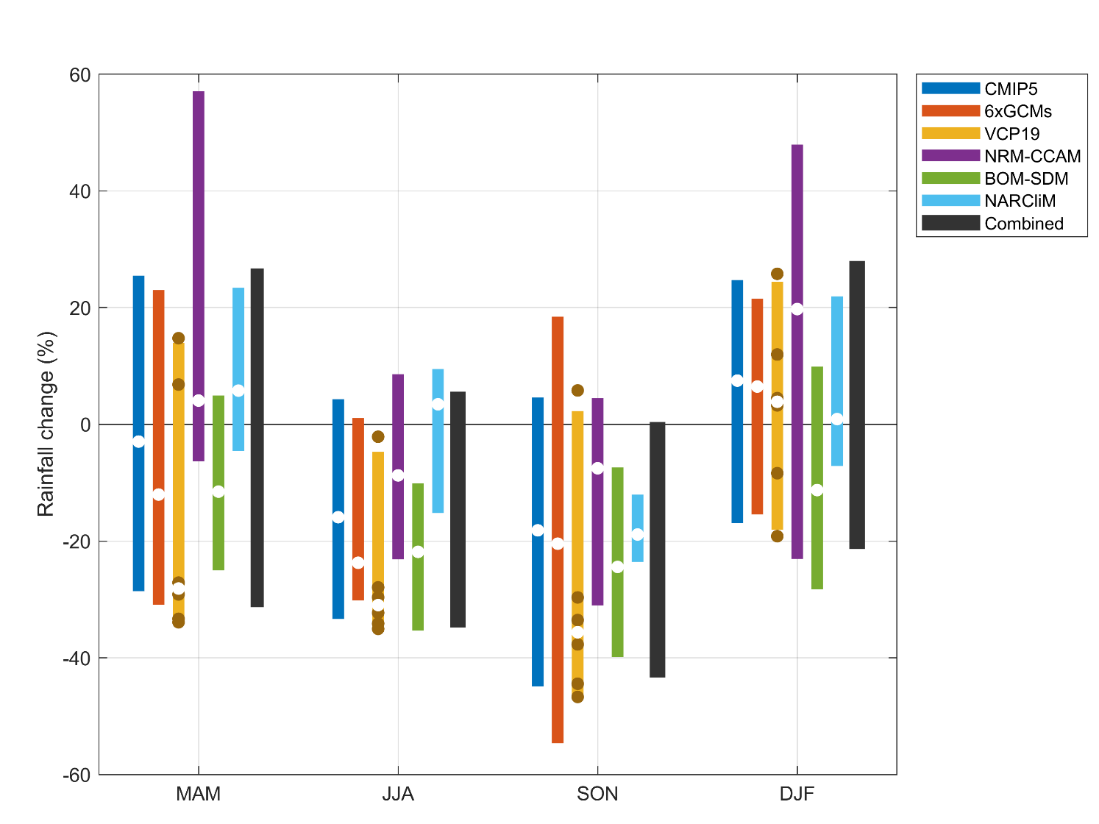 60
40
20
0
-20
-40
-60
Rainfall change (%)
MAM
JJA
SON
DJF
CMIP5
6xGCMs
VCP19
NRM-CCAM
BOM-SDM
NARCliM
Combined